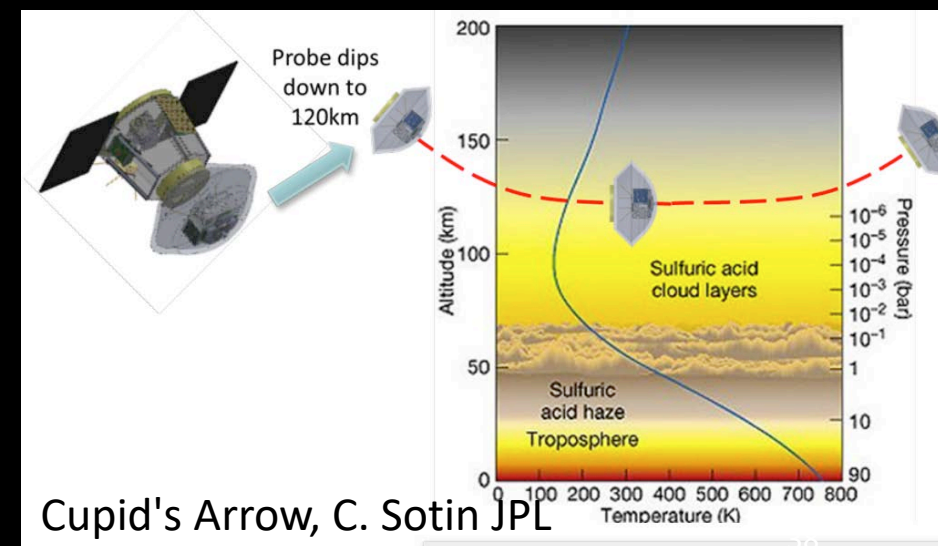 Probe dips
down to
120km
200
150
100
50
0
Altitude (km)
Sulfuric acid
cloud layers
Sulfuric
acid haze
Troposphere
10⁻⁶
10⁻⁵
10⁻⁴
10⁻³
10⁻²
10⁻¹
1
10
90
Pressure (bar)
0 100 200 300 400 500 600 700 800
Temperature (K)
Cupid's Arrow, C. Sotin JPL